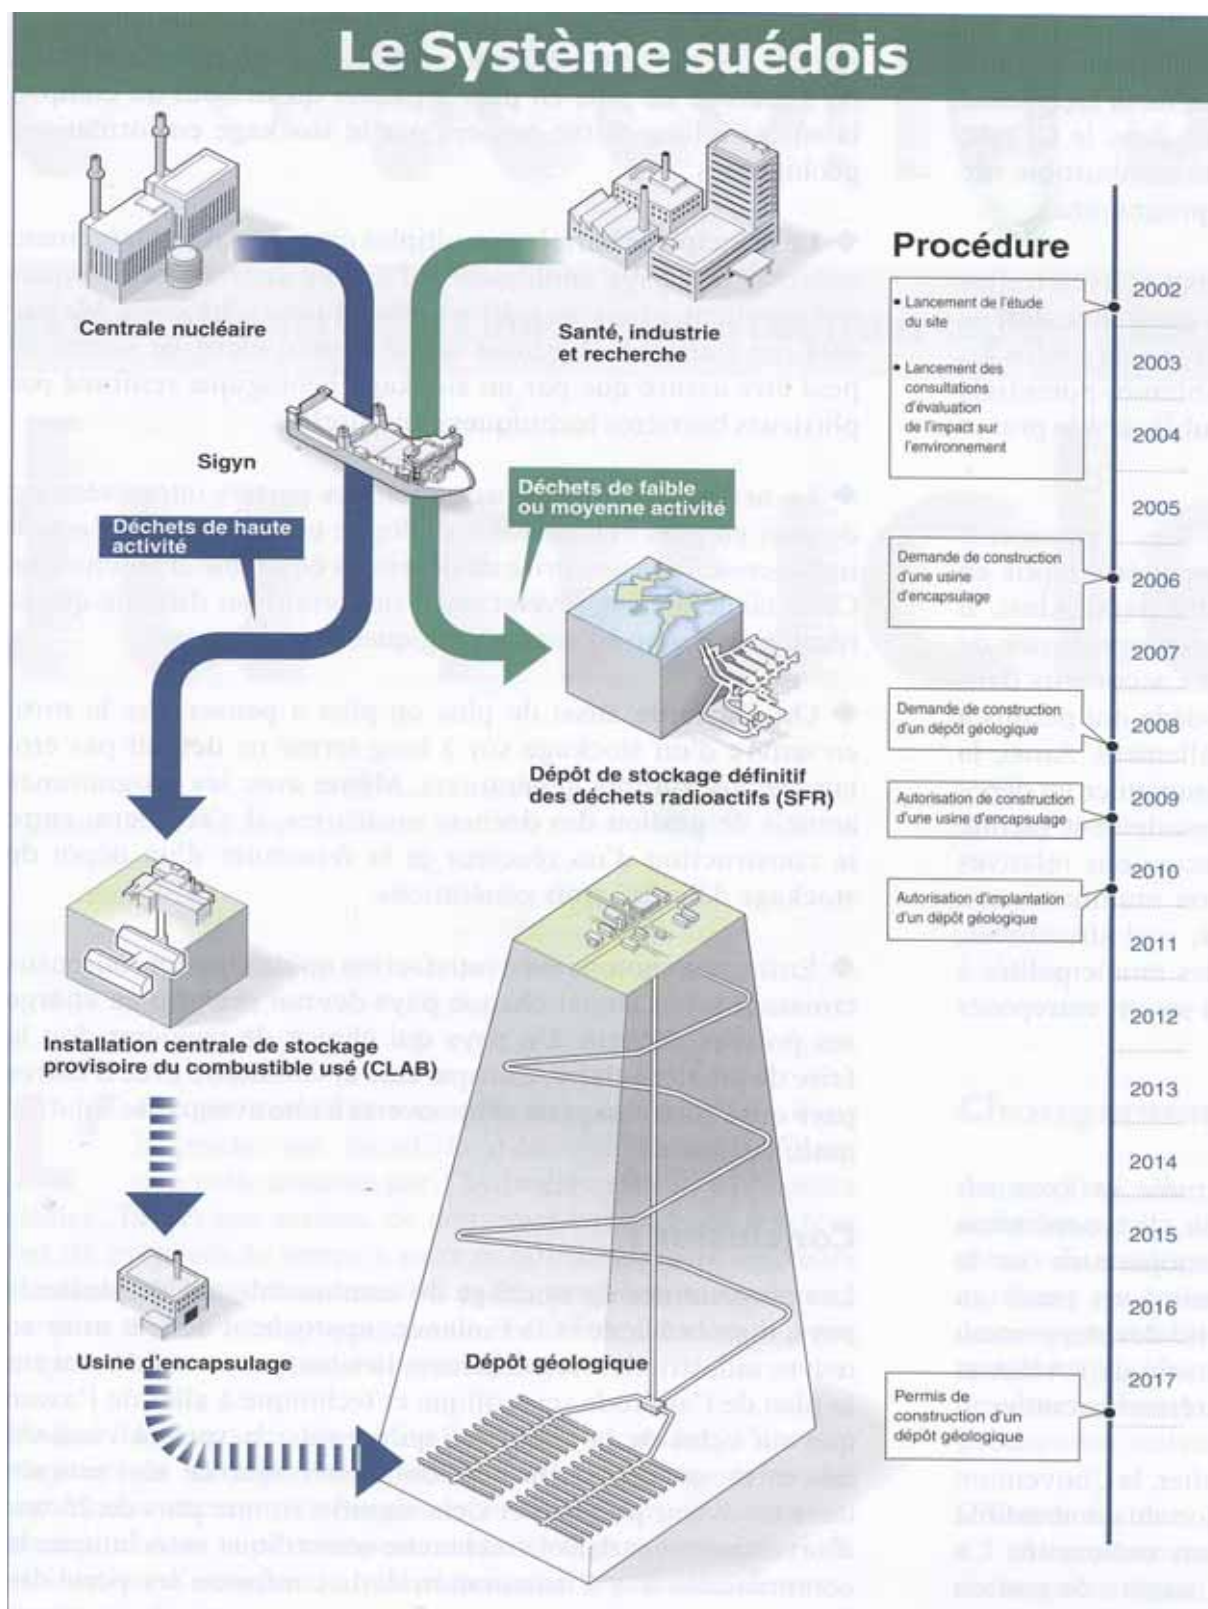 Le Système suédois
Centrale nucléaire
Santé, industrie
et recherche
Sigyn
Déchets de haute
activité
Déchets de faible
ou moyenne activité
Dépôt de stockage définitif
des déchets radioactifs (SFR)
Installation centrale de stockage
provisoire du combustible usé (CLAB)
Usine d'encapsulage
Dépôt géologique
Procédure
• Lancement de l'étude
du site
• Lancement des
consultations
d'évaluation
de l'impact sur
l'environnement
Demande de construction
d'une usine
d'encapsulage
Demande de construction
d'un dépôt géologique
Autorisation de construction
d'une usine d'encapsulage
Autorisation d'implantation
d'un dépôt géologique
Permis de
construction d'un
dépôt géologique
2002
2003
2004
2005
2006
2007
2008
2009
2010
2011
2012
2013
2014
2015
2016
2017